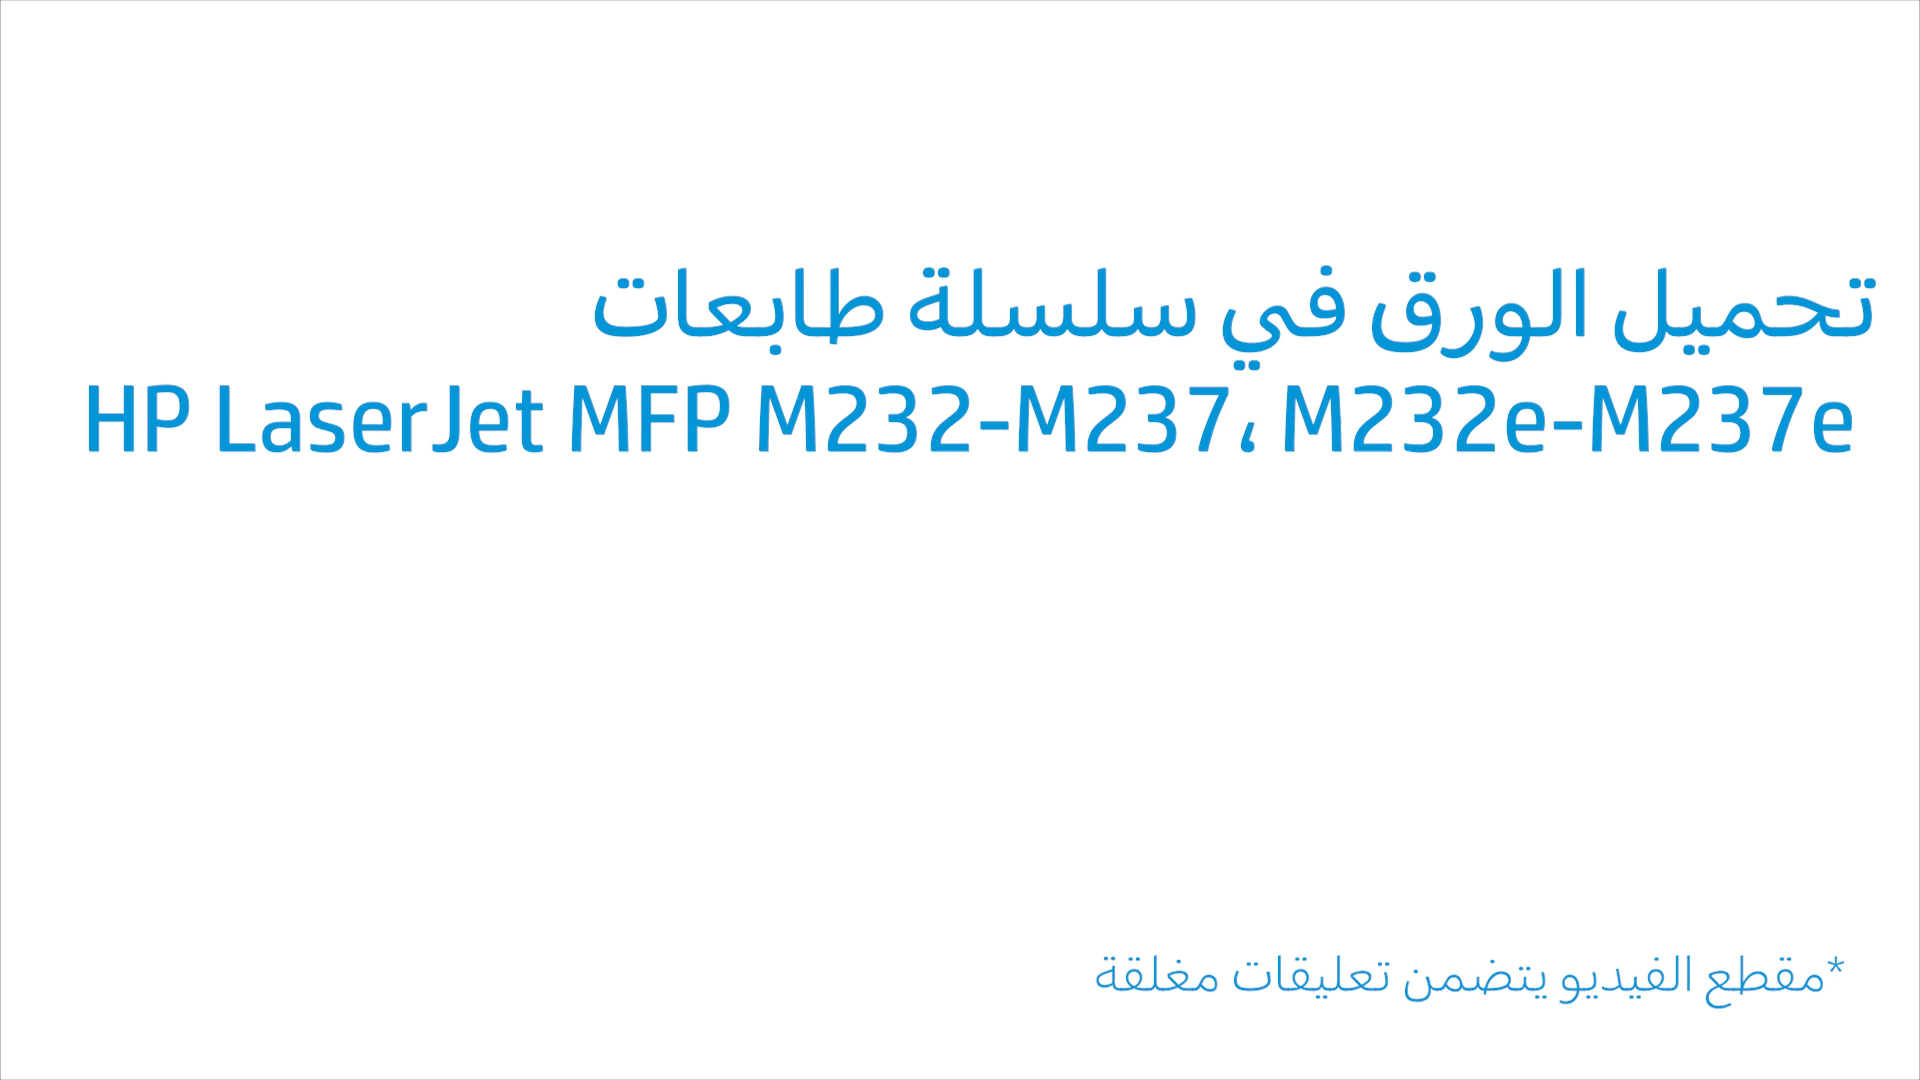 تحميل الورق في سلسلة طابعات
HP LaserJet MFP M232-M237، M232e-M237e
*مقطع الفيديو يتضمن تعليقات مغلقة